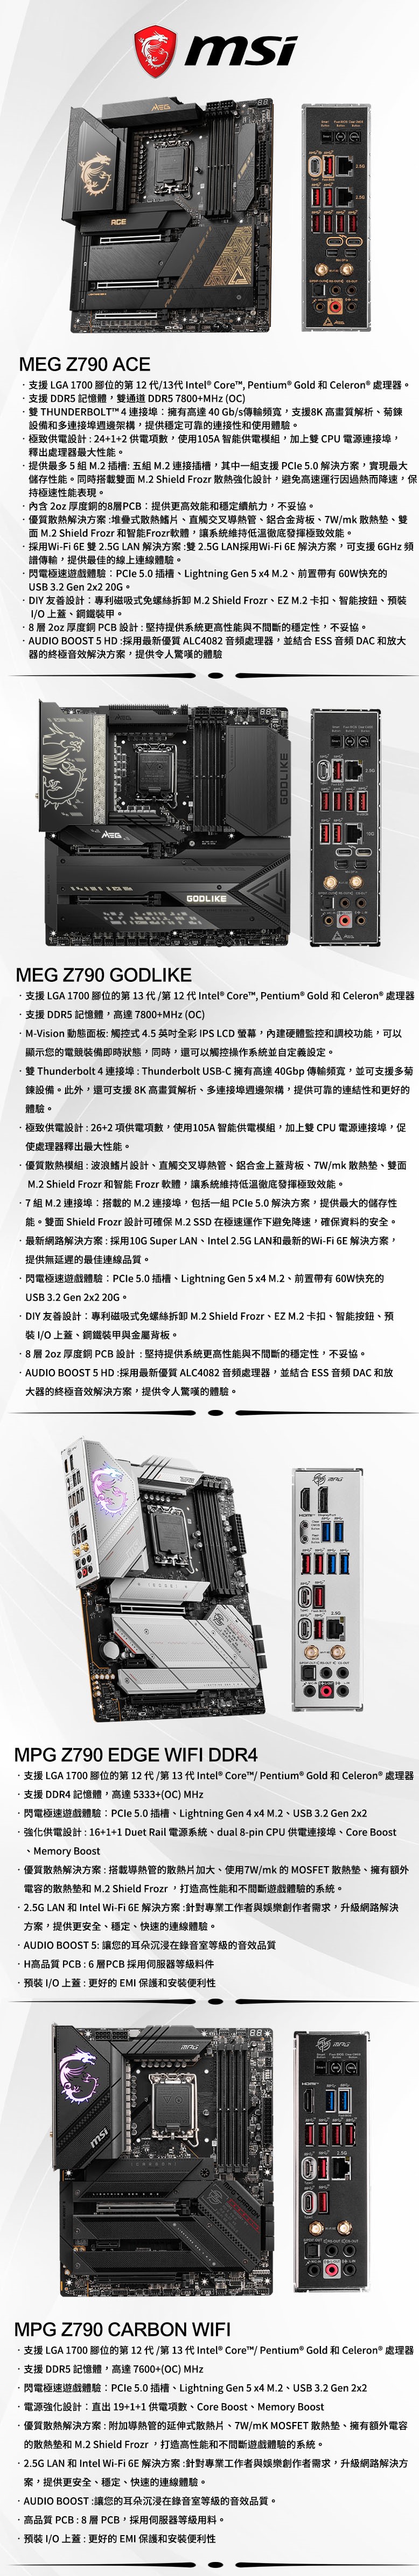 msi
MEG Z790 ACE
· 支援 LGA 1700 腳位的第 12代/13代 Intel® Core™, Pentium® Gold 和 Celeron® 處理器。
· 支援 DDR5 記憶體，雙通道 DDR5 7800+MHz (OC)
· 雙 THUNDERBOLT™ 4 連接埠：擁有高達 40 Gb/s傳輸頻寬，支援8K 高畫質解析、菊鍊
設備和多連接埠週邊架構，提供穩定可靠的連接性和使用體驗。
· 極致供電設計 : 24+1+2 供電項數，使用105A 智能供電模組，加上雙 CPU 電源連接埠，
釋出處理器最大性能。
· 提供最多 5 組 M.2 插槽: 五組 M.2 連接插槽，其中一組支援 PCIe 5.0 解決方案，實現最大
儲存性能。同時搭載雙面 M.2 Shield Frozr 散熱強化設計，避免高速運行因過熱而降速，保
持極速性能表現。
· 內含 2oz 厚度銅的8層PCB：提供更高效能和穩定續航力，不妥協。
· 優質散熱解決方案 :堆疊式散熱鰭片、直觸交叉導熱管、鋁合金背板、7W/mk 散熱墊、雙
面 M.2 Shield Frozr 和智能Frozr軟體，讓系統維持低溫徹底發揮極致效能。
· 採用Wi-Fi 6E 雙 2.5G LAN 解決方案 :雙 2.5G LAN採用Wi-Fi 6E 解決方案，可支援 6GHz 頻
譜傳輸，提供最佳的線上連線體驗。
· 閃電極速遊戲體驗：PCIe 5.0 插槽、Lightning Gen 5 x4 M.2、前置帶有 60W快充的
USB 3.2 Gen 2x2 20G。
· DIY 友善設計：專利磁吸式免螺絲拆卸 M.2 Shield Frozr、EZ M.2 卡扣、智能按鈕、預裝
I/O 上蓋、鋼鐵裝甲。
· 8 層 2oz 厚度銅 PCB 設計 : 堅持提供系統更高性能與不間斷的穩定性，不妥協。
· AUDIO BOOST 5 HD :採用最新優質 ALC4082 音頻處理器，並結合 ESS 音頻 DAC 和放大
器的終極音效解決方案，提供令人驚嘆的體驗
MEG Z790 GODLIKE
· 支援 LGA 1700 腳位的第 13 代 /第 12 代 Intel® Core™, Pentium® Gold 和 Celeron® 處理器
· 支援 DDR5 記憶體，高達 7800+MHz (OC)
· M-Vision 動態面板: 觸控式 4.5 英吋全彩 IPS LCD 螢幕，內建硬體監控和調校功能，可以
顯示您的電競裝備即時狀態，同時，還可以觸控操作系統並自定義設定。
· 雙 Thunderbolt 4 連接埠 : Thunderbolt USB-C 擁有高達 40Gbp 傳輸頻寬，並可支援多菊
鍊設備。此外，還可支援 8K 高畫質解析、多連接埠週邊架構，提供可靠的連結性和更好的
體驗。
· 極致供電設計 : 26+2 項供電項數，使用105A 智能供電模組，加上雙 CPU 電源連接埠，促
使處理器釋出最大性能。
· 優質散熱模組 : 波浪鰭片設計、直觸交叉導熱管、鋁合金上蓋背板、7W/mk 散熱墊、雙面
M.2 Shield Frozr 和智能 Frozr 軟體，讓系統維持低溫徹底發揮極致效能。
· 7 組 M.2 連接埠：搭載的 M.2 連接埠，包括一組 PCIe 5.0 解決方案，提供最大的儲存性
能。雙面 Shield Frozr 設計可確保 M.2 SSD 在極速運作下避免降速，確保資料的安全。
· 最新網路解決方案 : 採用10G Super LAN、Intel 2.5G LAN和最新的Wi-Fi 6E 解決方案，
提供無延遲的最佳連線品質。
· 閃電極速遊戲體驗：PCIe 5.0 插槽、Lightning Gen 5 x4 M.2、前置帶有 60W快充的
USB 3.2 Gen 2x2 20G。
· DIY 友善設計：專利磁吸式免螺絲拆卸 M.2 Shield Frozr、EZ M.2 卡扣、智能按鈕、預
裝 I/O 上蓋、鋼鐵裝甲與金屬背板。
· 8 層 2oz 厚度銅 PCB 設計 : 堅持提供系統更高性能與不間斷的穩定性，不妥協。
· AUDIO BOOST 5 HD :採用最新優質 ALC4082 音頻處理器，並結合 ESS 音頻 DAC 和放
大器的終極音效解決方案，提供令人驚嘆的體驗。
MPG Z790 EDGE WIFI DDR4
· 支援 LGA 1700 腳位的第 12代 /第 13 代 Intel® Core™/ Pentium® Gold 和 Celeron® 處理器
· 支援 DDR4 記憶體，高達 5333+(OC) MHz
· 閃電極速遊戲體驗：PCIe 5.0 插槽、Lightning Gen 4 x4 M.2、USB 3.2 Gen 2x2
· 強化供電設計 : 16+1+1 Duet Rail 電源系統、dual 8-pin CPU 供電連接埠、Core Boost
、Memory Boost
· 優質散熱解決方案 : 搭載導熱管的散熱片加大、使用7W/mk 的 MOSFET 散熱墊、擁有額外
電容的散熱墊和 M.2 Shield Frozr ，打造高性能和不間斷遊戲體驗的系統。
· 2.5G LAN 和 Intel Wi-Fi 6E 解決方案 :針對專業工作者與娛樂創作者需求，升級網路解決
方案，提供更安全、穩定、快速的連線體驗。
· AUDIO BOOST 5: 讓您的耳朵沉浸在錄音室等級的音效品質
· H高品質 PCB : 6 層PCB 採用伺服器等級料件
· 預裝 I/O 上蓋 : 更好的 EMI 保護和安裝便利性
MPG Z790 CARBON WIFI
· 支援 LGA 1700 腳位的第 12 代 /第 13 代 Intel® Core™/ Pentium® Gold 和 Celeron® 處理器
· 支援 DDR5 記憶體，高達 7600+(OC) MHz
· 閃電極速遊戲體驗：PCIe 5.0 插槽、Lightning Gen 5 x4 M.2、USB 3.2 Gen 2x2
· 電源強化設計：直出 19+1+1 供電項數、Core Boost、Memory Boost
· 優質散熱解決方案 : 附加導熱管的延伸式散熱片、7W/mK MOSFET 散熱墊、擁有額外電容
的散熱墊和 M.2 Shield Frozr ，打造高性能和不間斷遊戲體驗的系統。
· 2.5G LAN 和 Intel Wi-Fi 6E 解決方案 :針對專業工作者與娛樂創作者需求，升級網路解決方
案，提供更安全、穩定、快速的連線體驗。
· AUDIO BOOST :讓您的耳朵沉浸在錄音室等級的音效品質。
· 高品質 PCB : 8 層 PCB，採用伺服器等級用料。
· 預裝 I/O 上蓋 : 更好的 EMI 保護和安裝便利性